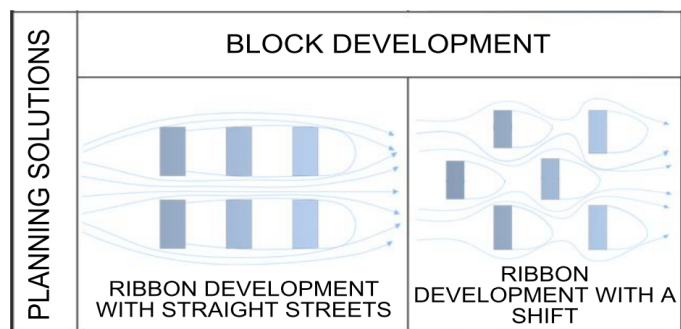 PLANNING SOLUTIONS
BLOCK DEVELOPMENT
RIBBON DEVELOPMENT
WITH STRAIGHT STREETS
RIBBON
DEVELOPMENT WITH A
SHIFT